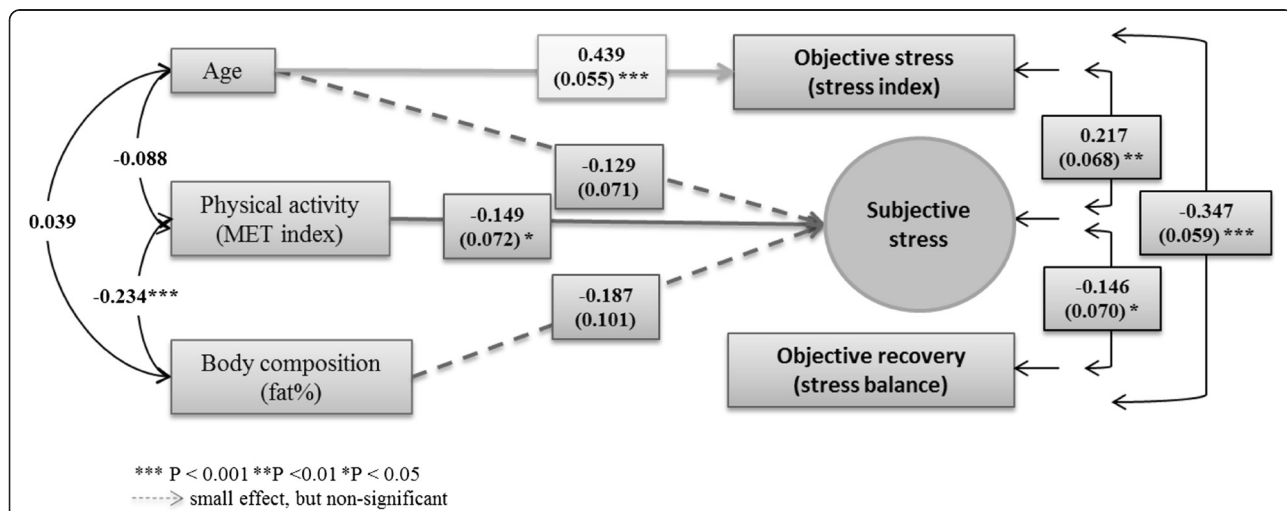 Age
0.439
(0.055) ***
Objective stress
(stress index)
-0.088
-0.129
(0.071)
0.217
(0.068) **
0.039
Physical activity
(MET index)
-0.149
(0.072) *
Subjective
stress
-0.347
(0.059) ***
-0.234***
-0.187
(0.101)
-0.146
(0.070) *
Body composition
(fat%)
Objective recovery
(stress balance)
*** P < 0.001 **P <0.01 *P < 0.05
small effect, but non-significant